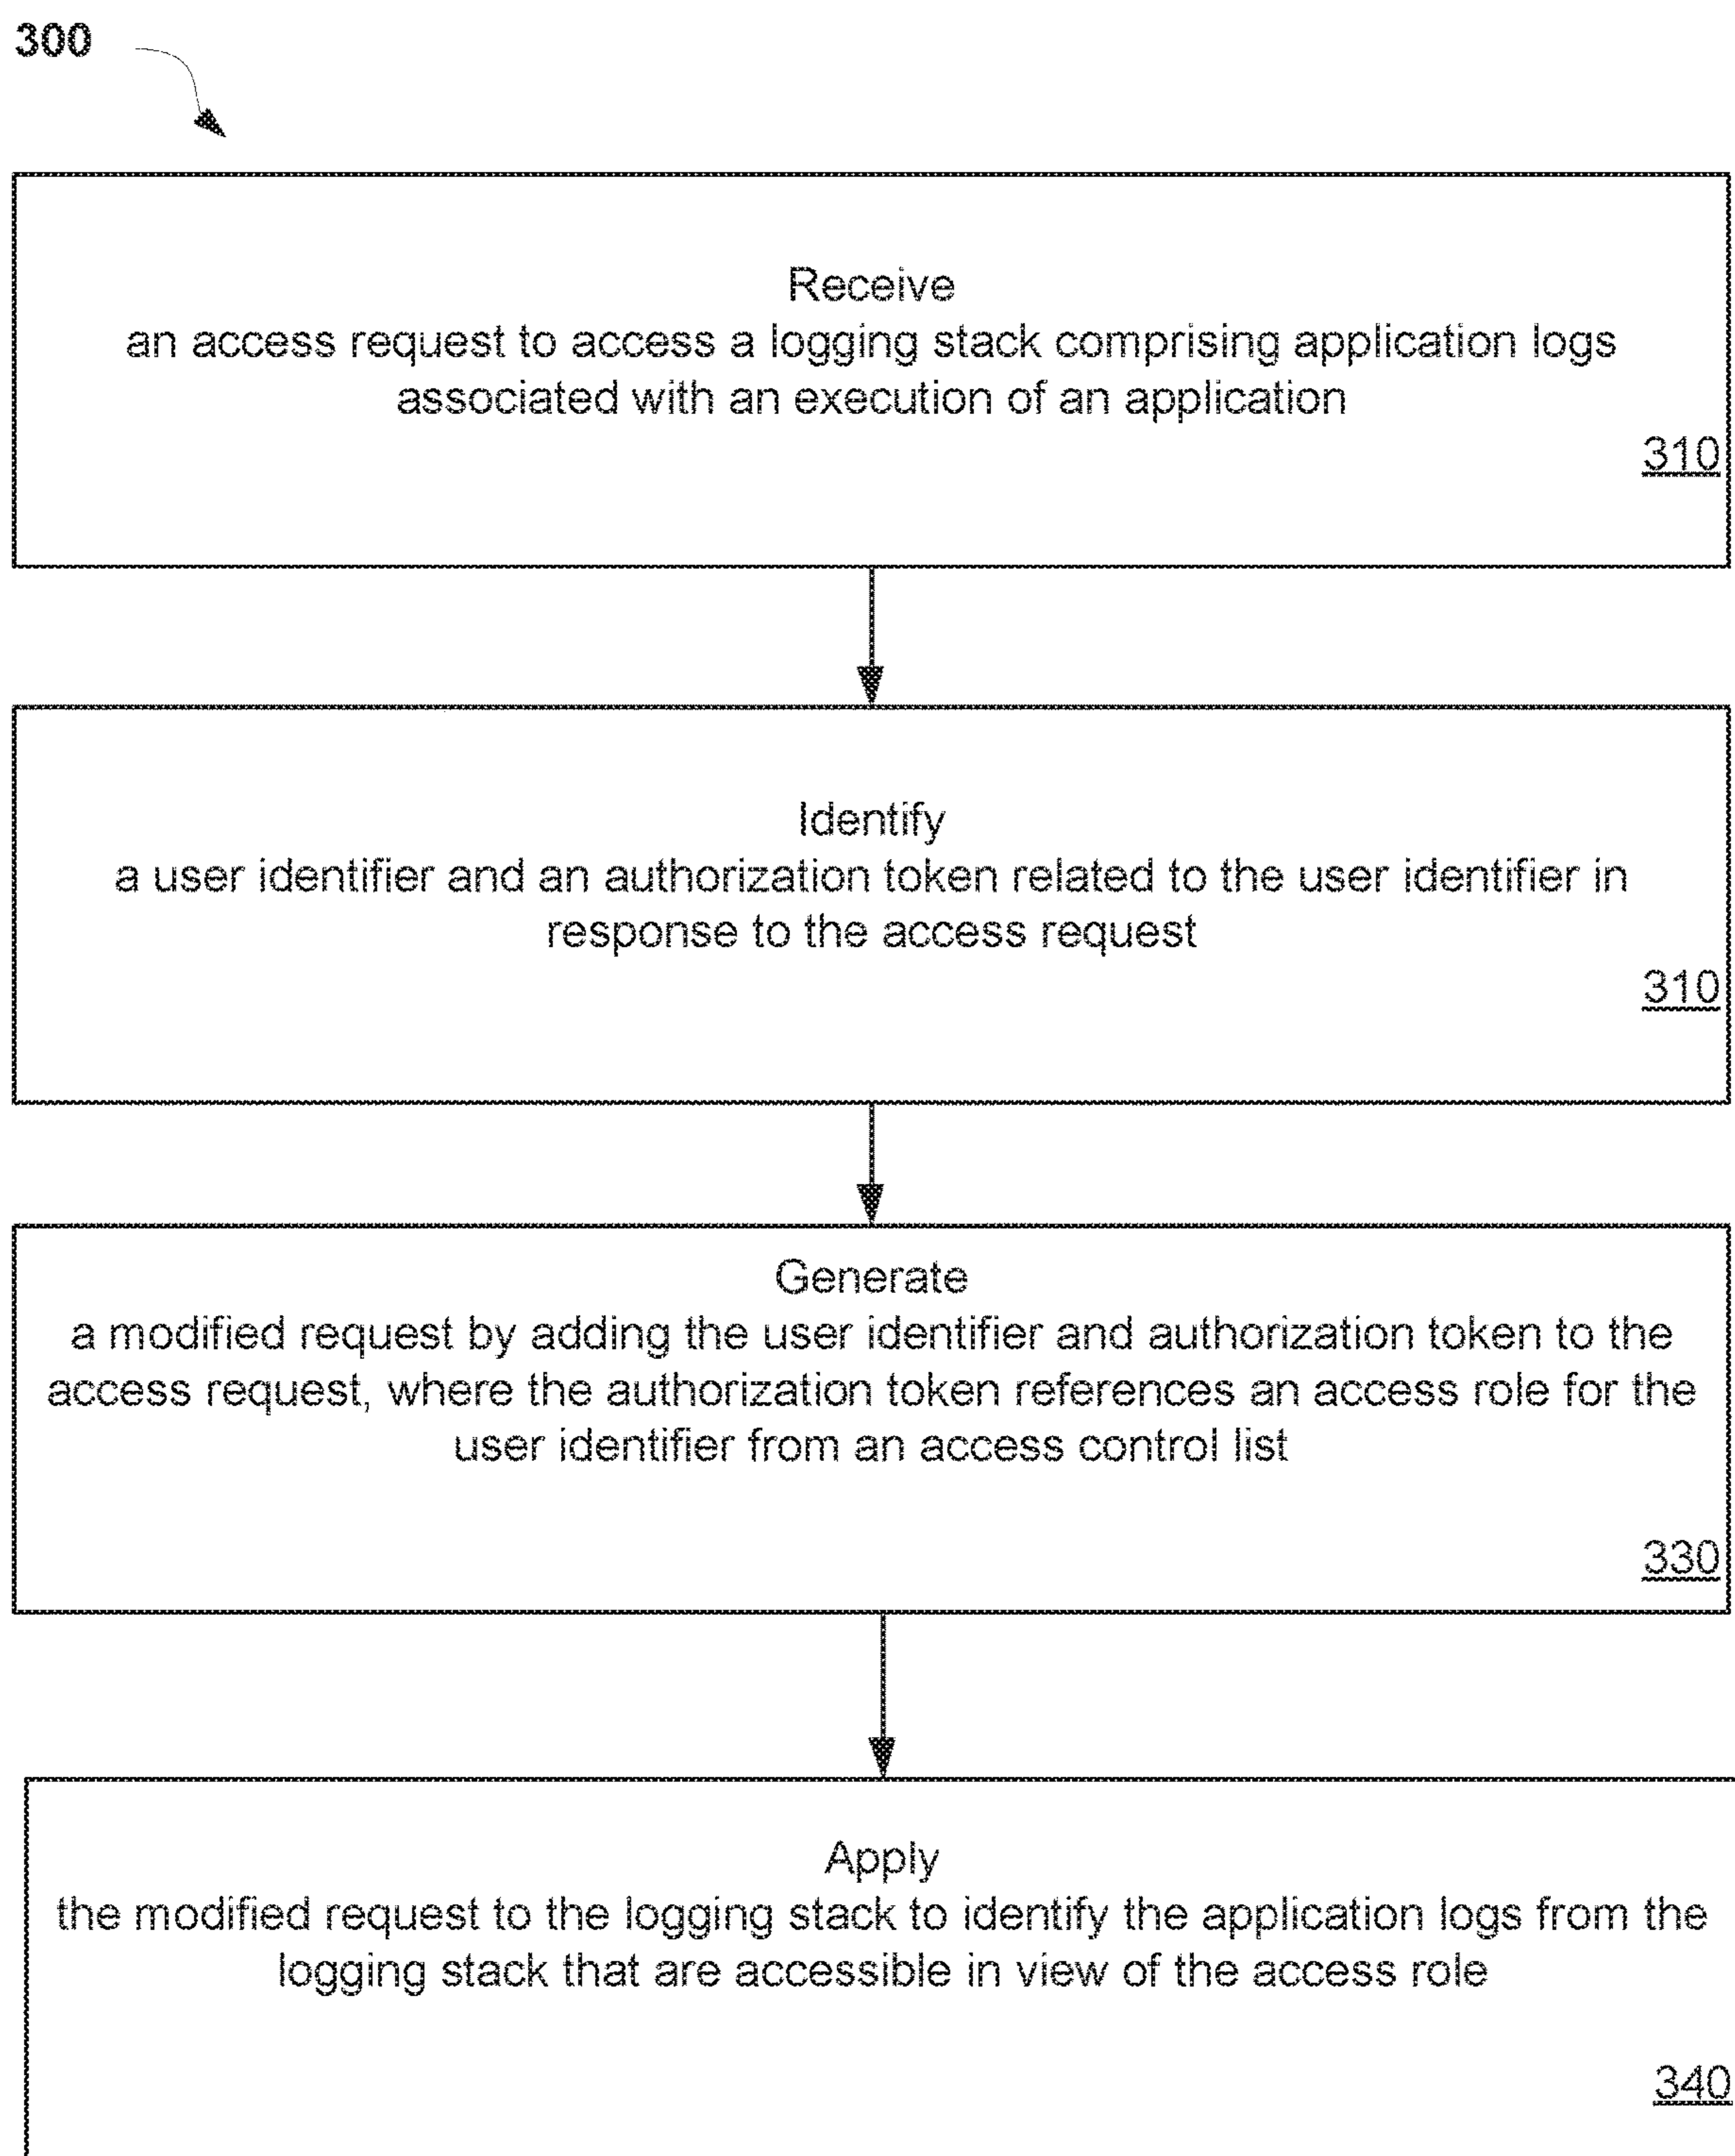 300
Receive
an access request to access a logging stack comprising application logs
associated with an execution of an application
310
Identify
a user identifier and an authorization token related to the user identifier in
response to the access request
310
Generate
a modified request by adding the user identifier and authorization token to the
access request, where the authorization token references an access role for the
user identifier from an access control list
330
Apply
the modified request to the logging stack to identify the application logs from the
logging stack that are accessible in view of the access role
340